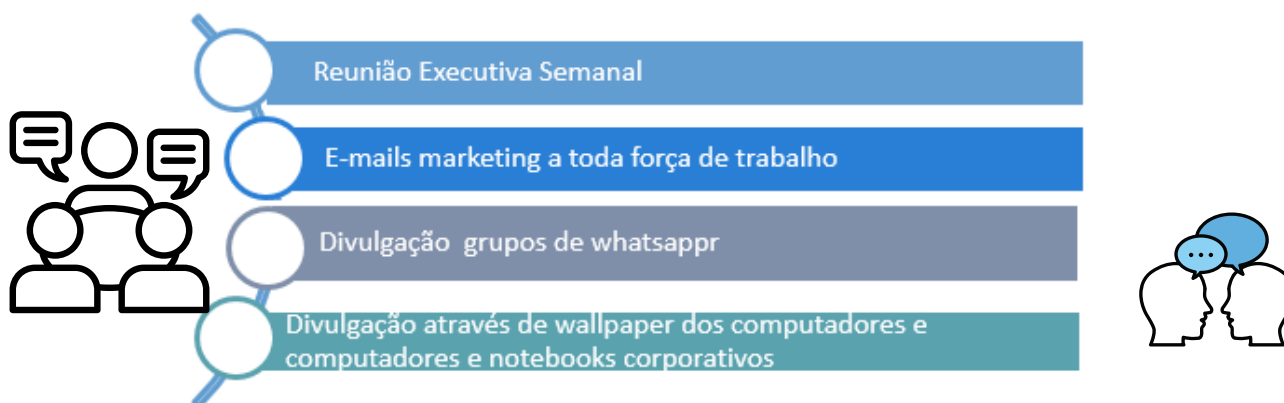 Reunião Executiva Semanal
E-mails marketing a toda força de trabalho
Divulgação  grupos de whatsappr
Divulgação através de wallpaper dos computadores e
computadores e notebooks corporativos